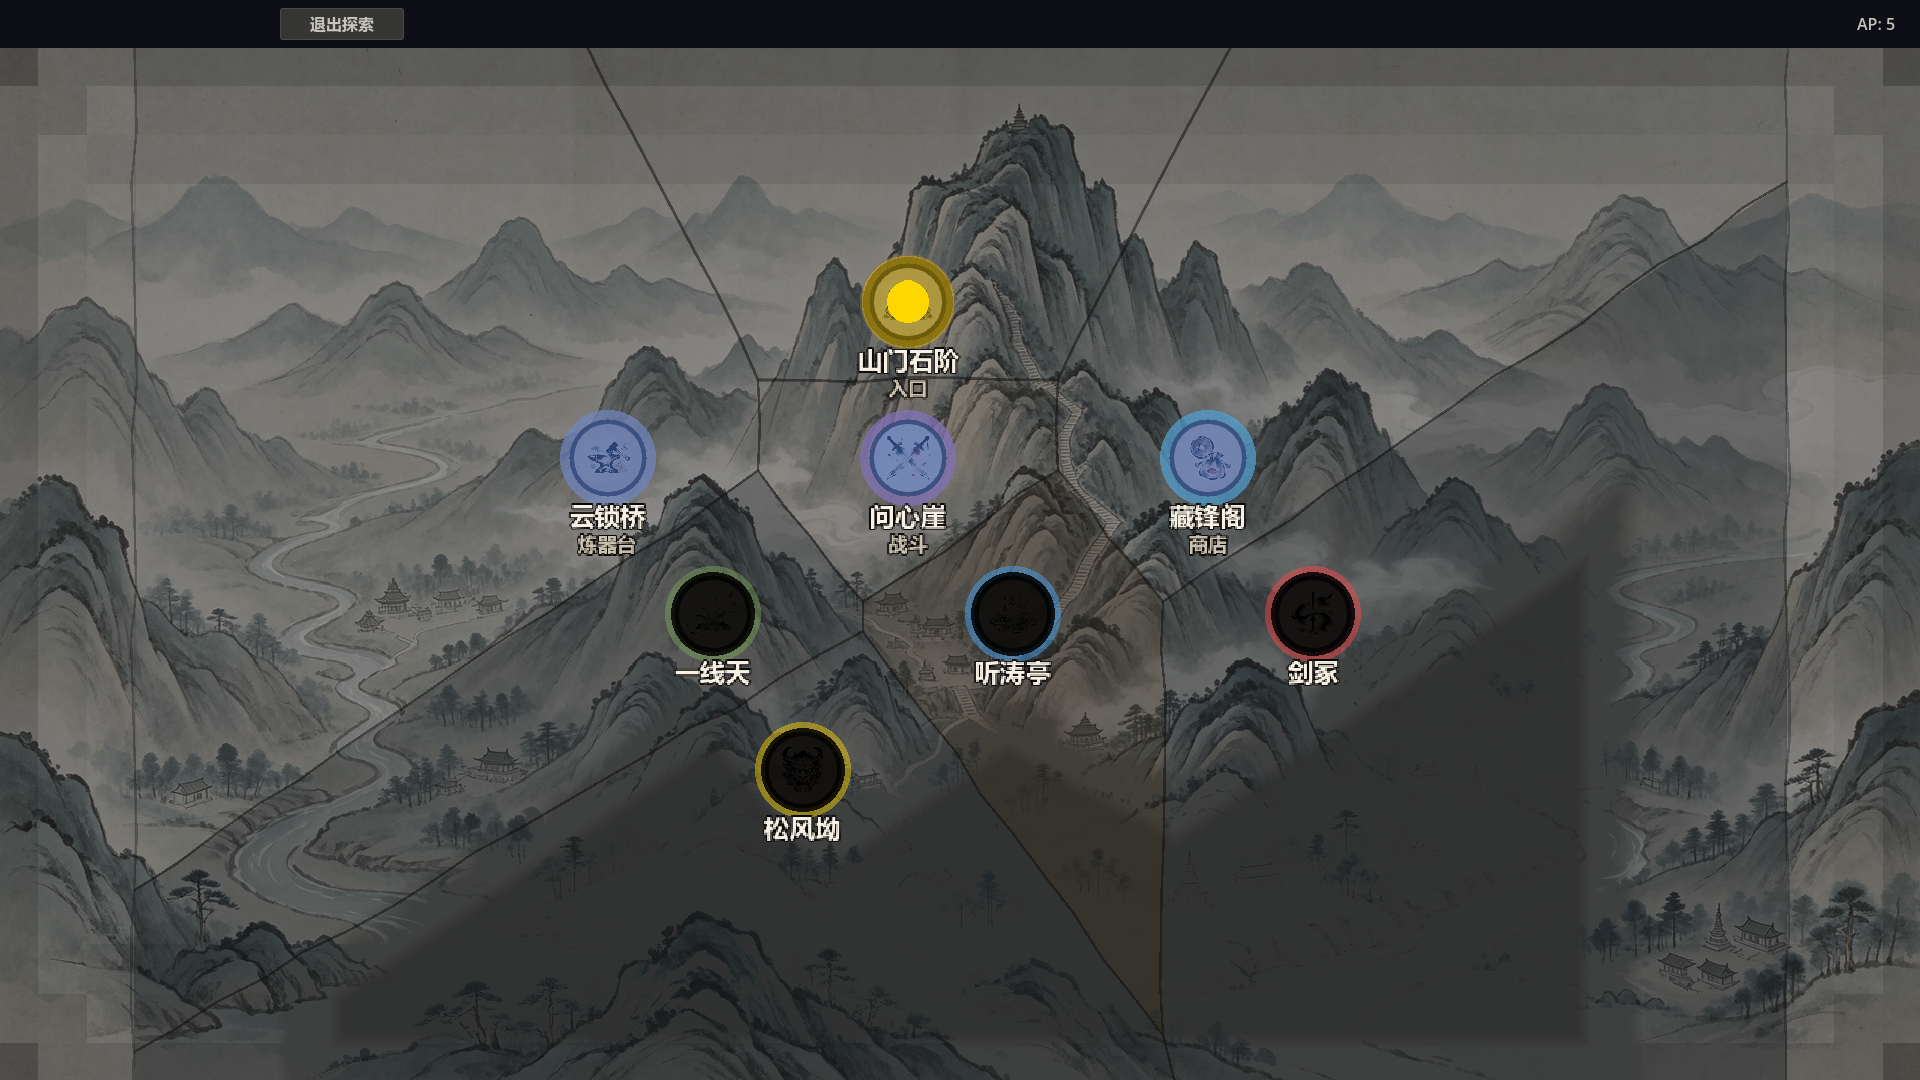 退出探索
AP: 5
山门石阶
入口
云锁桥
炼器台
问心崖
战斗
藏锋阁
商店
一线天
听涛亭
剑冢
松风坳